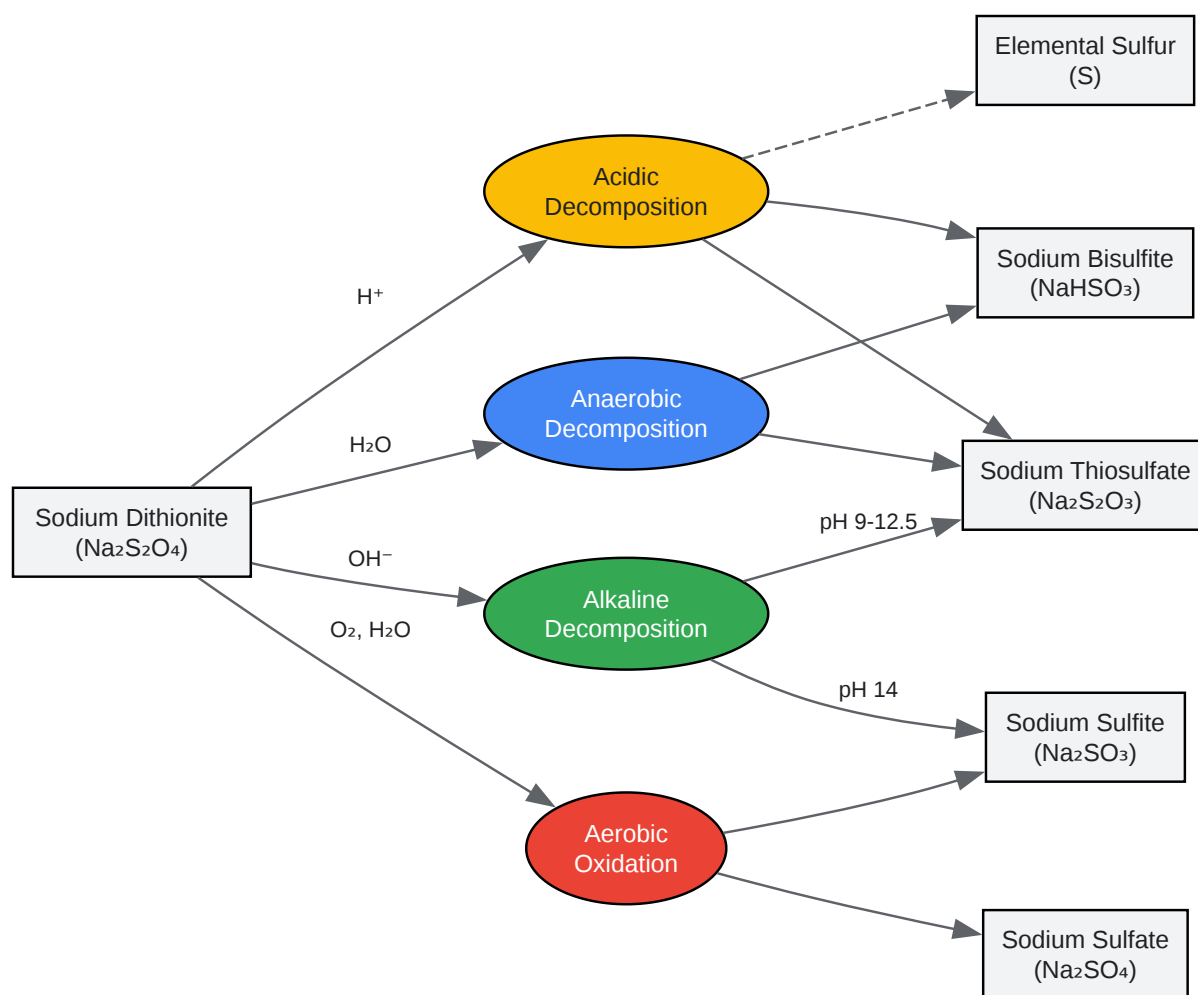 Elemental Sulfur
(S)
Acidic
Decomposition
Sodium Bisulfite
(NaHSO₃)
H⁺
Anaerobic
Decomposition
H₂O
Sodium Thiosulfate
(Na₂S₂O₃)
Sodium Dithionite
(Na₂S₂O₄)
pH 9-12.5
OH⁻
Alkaline
Decomposition
O₂, H₂O
pH 14
Sodium Sulfite
(Na₂SO₃)
Aerobic
Oxidation
Sodium Sulfate
(Na₂SO₄)